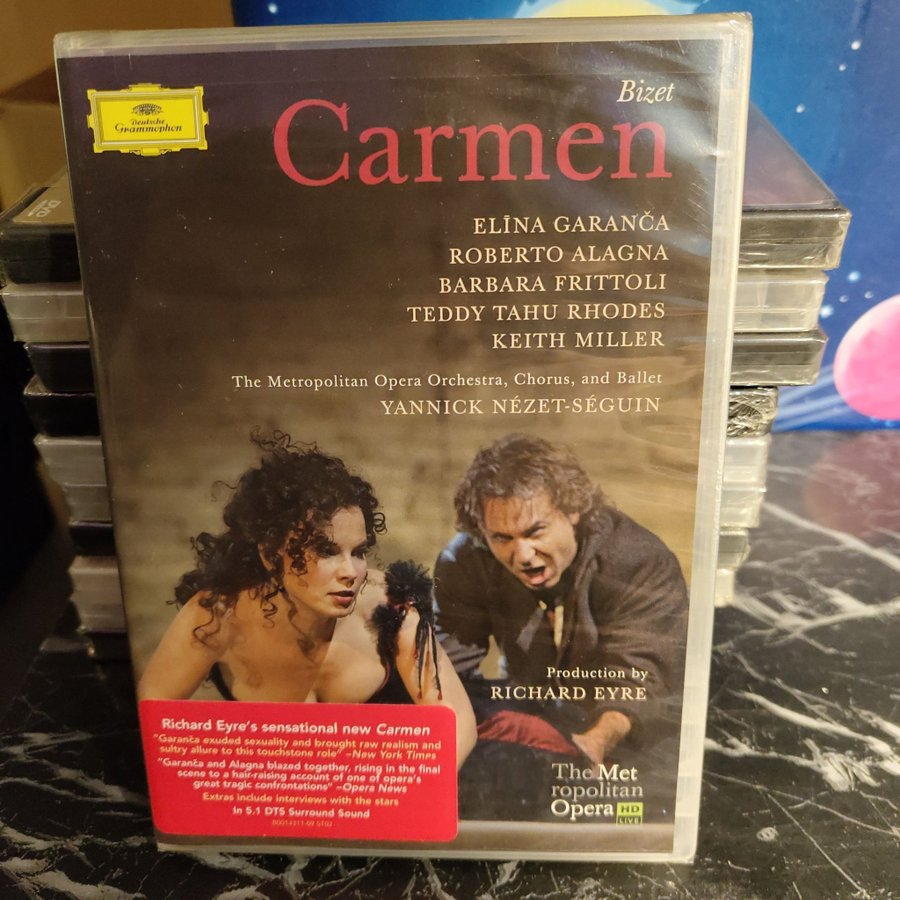 Deutsche
Grammophon
Bizet
Carmen
ELĪNA GARANČA
ROBERTO ALAGNA
BARBARA FRITTOLI
TEDDY TAHU RHODES
KEITH MILLER
The Metropolitan Opera Orchestra, Chorus, and Ballet
YANNICK NÉZET-SÉGUIN
Production by
RICHARD EYRE
Richard Eyre's sensational new Carmen
"Garanča exuded sexuality and brought raw realism and
sultry allure to this touchstone role" –New York Times
"Garanča and Alagna blazed together, rising in the final
scene to a hair-raising account of one of opera's
great tragic confrontations" –Opera News
Extras include interviews with the stars
In 5.1 DTS Surround Sound
B0014311-09 ST02
The Met
ropolitan
Opera HD
LIVE
DVD